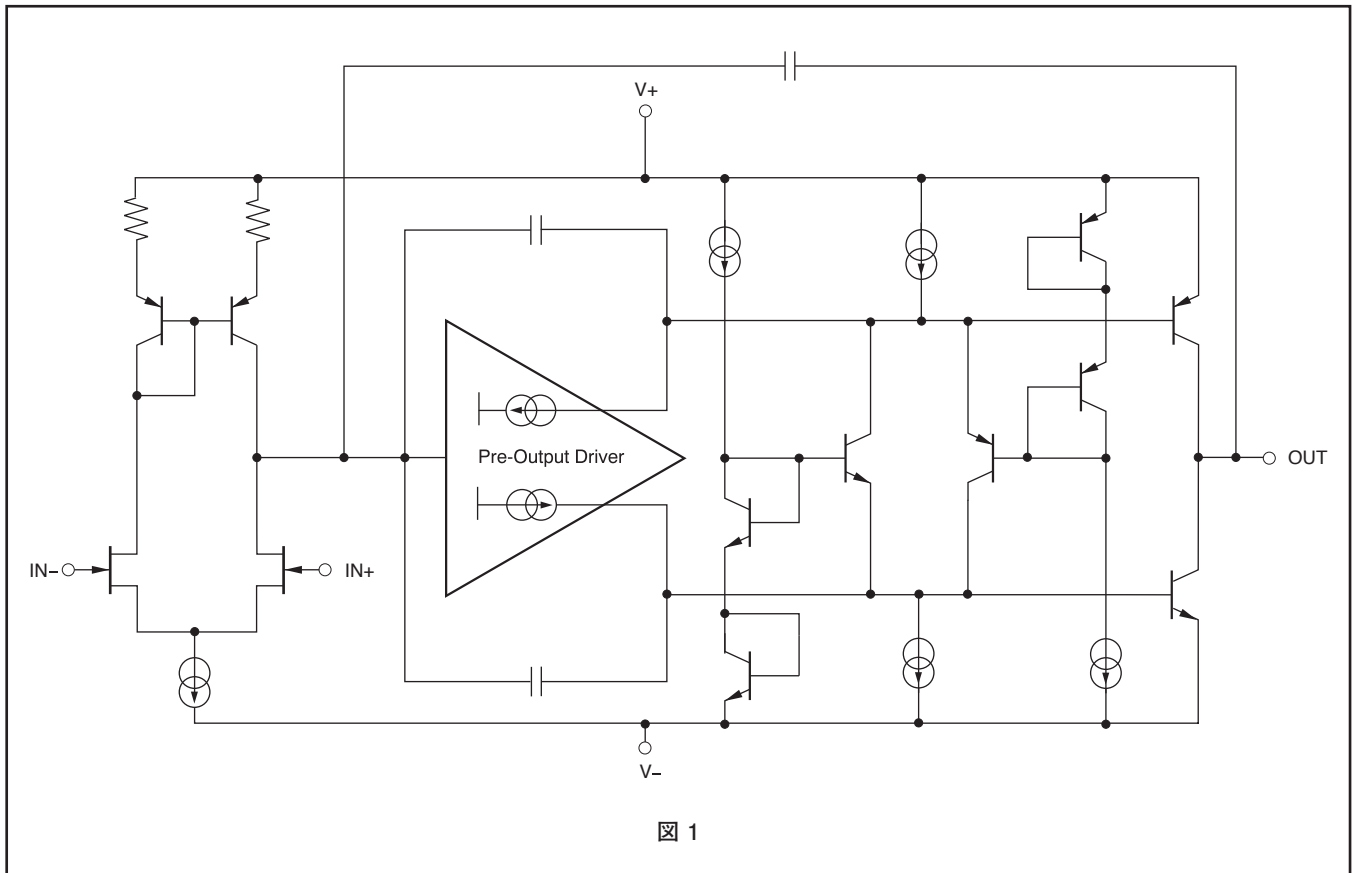 V+
Pre-Output Driver
OUT
IN–
IN+
V–
図 1